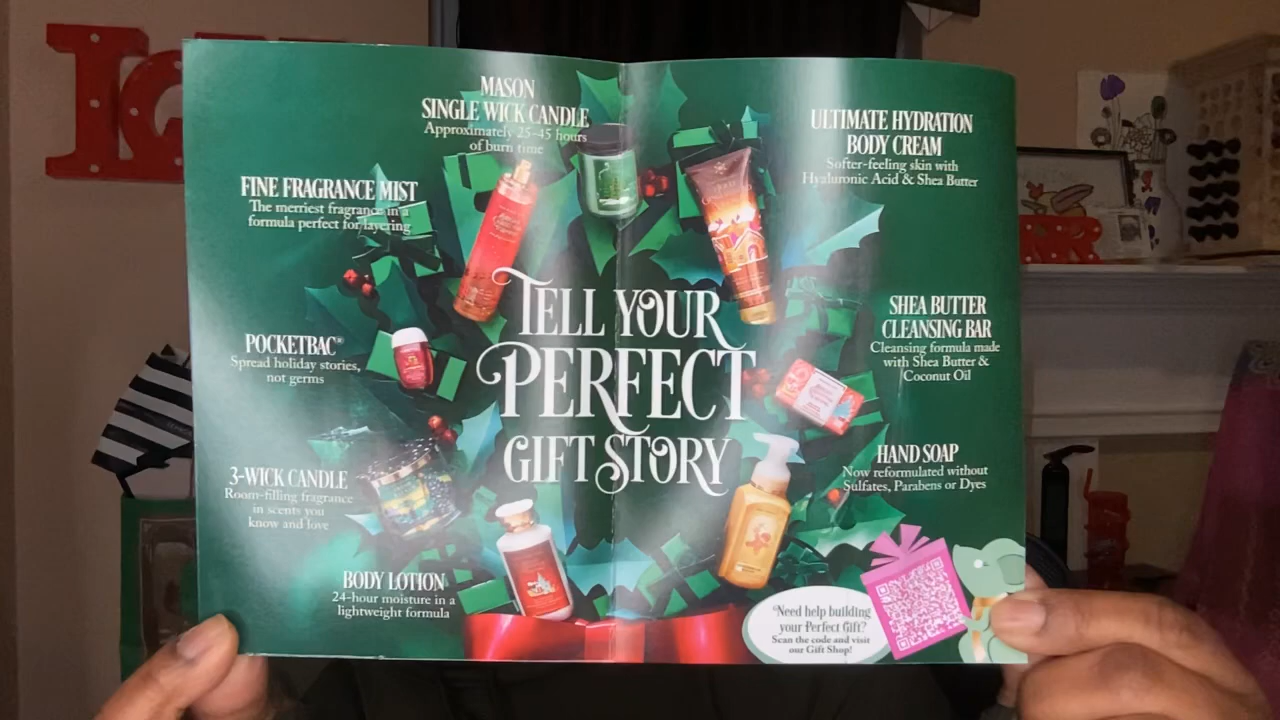 MASON
SINGLE WICK CANDLE
Approximately 25-45 hours
of burn time
FINE FRAGRANCE MIST
The merriest fragrance in a
formula perfect for layering
POCKETBAC®
Spread holiday stories,
not germs
3-WICK CANDLE
Room-filling fragrance
in scents you
know and love
BODY LOTION
24-hour moisture in a
lightweight formula
TELL YOUR
PERFECT
GIFT STORY
ULTIMATE HYDRATION
BODY CREAM
Softer-feeling skin with
Hyaluronic Acid & Shea Butter
SHEA BUTTER
CLEANSING BAR
Cleansing formula made
with Shea Butter &
Coconut Oil
HAND SOAP
Now reformulated without
Sulfates, Parabens or Dyes
Need help building
your Perfect Gift?
Scan the code and visit
our Gift Shop!